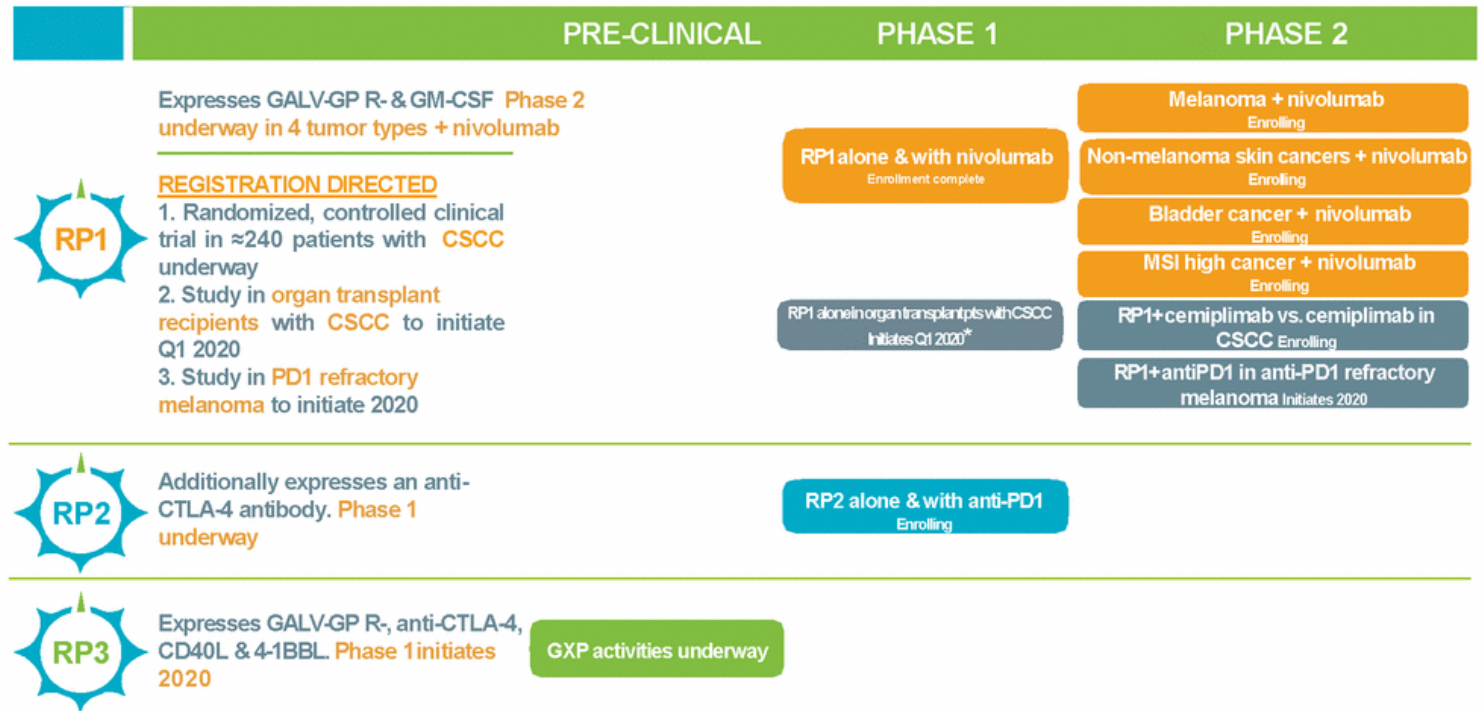 PRE-CLINICAL
PHASE 1
PHASE 2
RP1
Expresses GALV-GP R- & GM-CSF Phase 2
underway in 4 tumor types + nivolumab
REGISTRATION DIRECTED
1. Randomized, controlled clinical
trial in ≈240 patients with CSCC
underway
2. Study in organ transplant
recipients with CSCC to initiate
Q1 2020
3. Study in PD1 refractory
melanoma to initiate 2020
RP1 alone & with nivolumab
Enrollment complete
RP1 alone in organ transplant pts with CSCC
Initiates Q1 2020*
Melanoma + nivolumab
Enrolling
Non-melanoma skin cancers + nivolumab
Enrolling
Bladder cancer + nivolumab
Enrolling
MSI high cancer + nivolumab
Enrolling
RP1+cemiplimab vs. cemiplimab in
CSCC Enrolling
RP1+antiPD1 in anti-PD1 refractory
melanoma Initiates 2020
RP2
Additionally expresses an anti-
CTLA-4 antibody. Phase 1
underway
RP2 alone & with anti-PD1
Enrolling
RP3
Expresses GALV-GP R-, anti-CTLA-4,
CD40L & 4-1BBL. Phase 1 initiates
2020
GXP activities underway